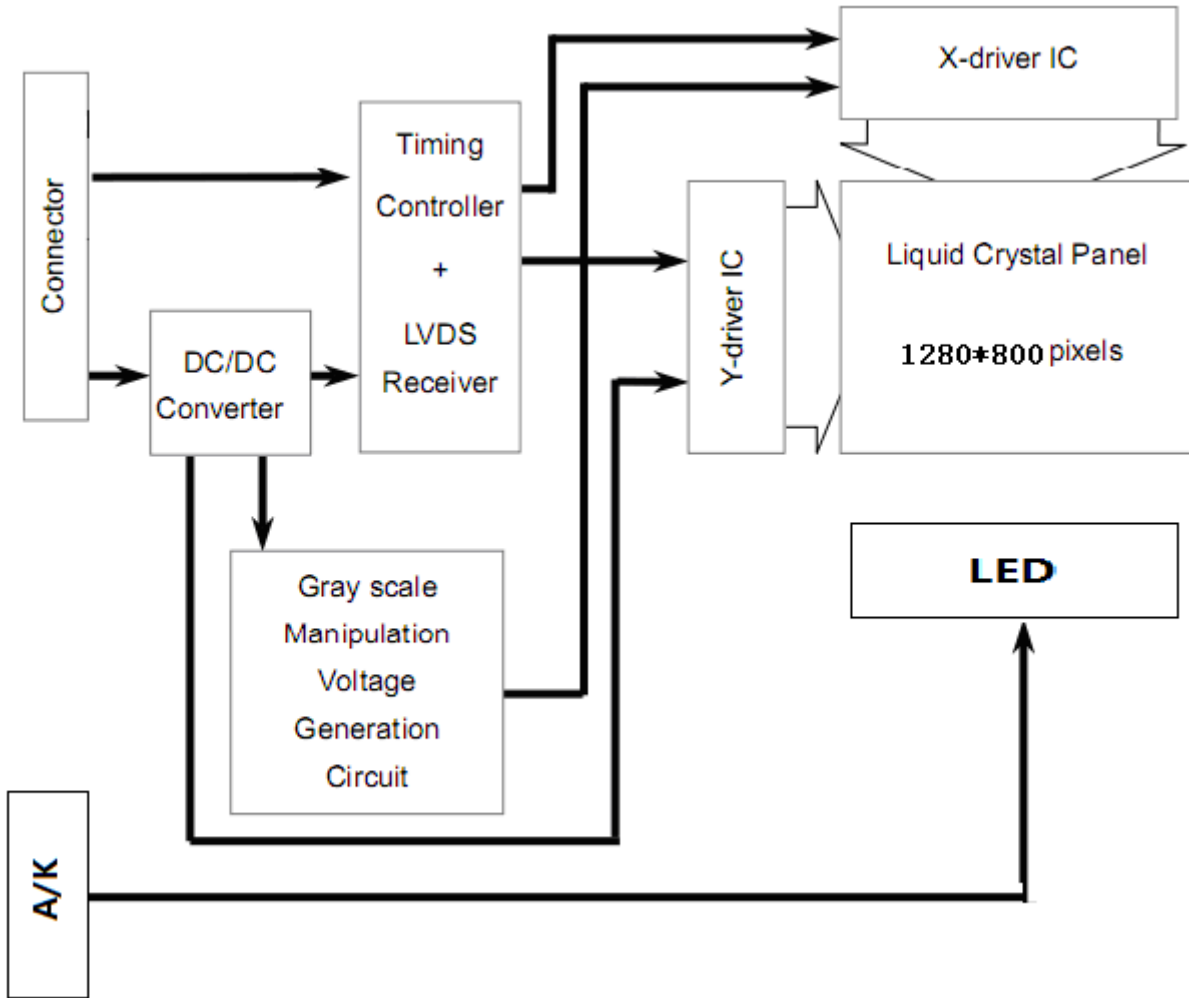 X-driver IC
Connector
Timing
Controller
+
LVDS
Receiver
Y-driver IC
Liquid Crystal Panel
1280*800 pixels
DC/DC
Converter
LED
Gray scale
Manipulation
Voltage
Generation
Circuit
A/K